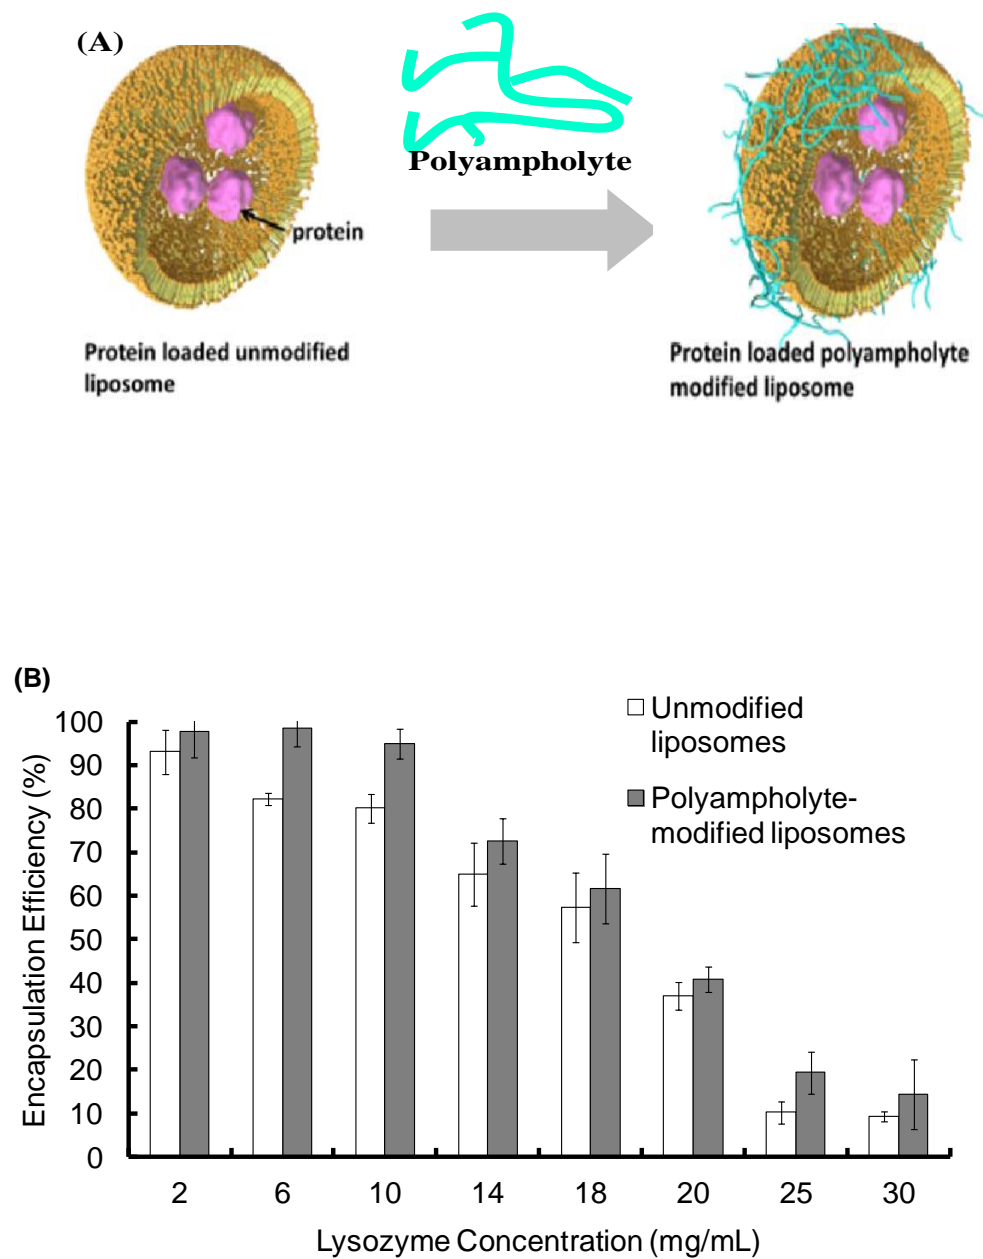 (A)
Polyampholyte
protein
Protein loaded unmodified
liposome
Protein loaded polyampholyte
modified liposome
(B)
Unmodified
liposomes
Polyampholyte-
modified liposomes
Encapsulation Efficiency (%)
100
90
80
70
60
50
40
30
20
10
0
2 6 10 14 18 20 25 30
Lysozyme Concentration (mg/mL)